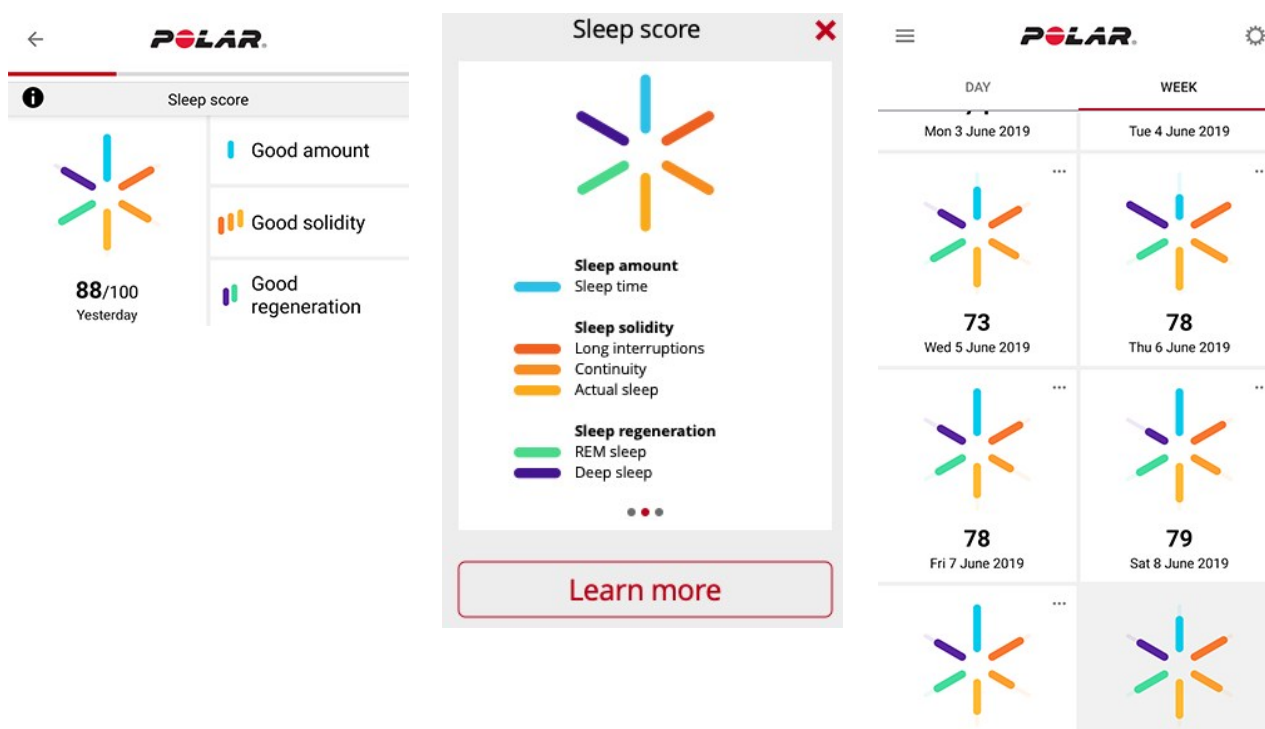 POLAR
Sleep score
Good amount
Good solidity
Good
regeneration
88/100
Yesterday
Sleep score
Sleep amount
Sleep time
Sleep solidity
Long interruptions
Continuity
Actual sleep
Sleep regeneration
REM sleep
Deep sleep
Learn more
POLAR
DAY
WEEK
Mon 3 June 2019
Tue 4 June 2019
73
Wed 5 June 2019
78
Thu 6 June 2019
78
Fri 7 June 2019
79
Sat 8 June 2019